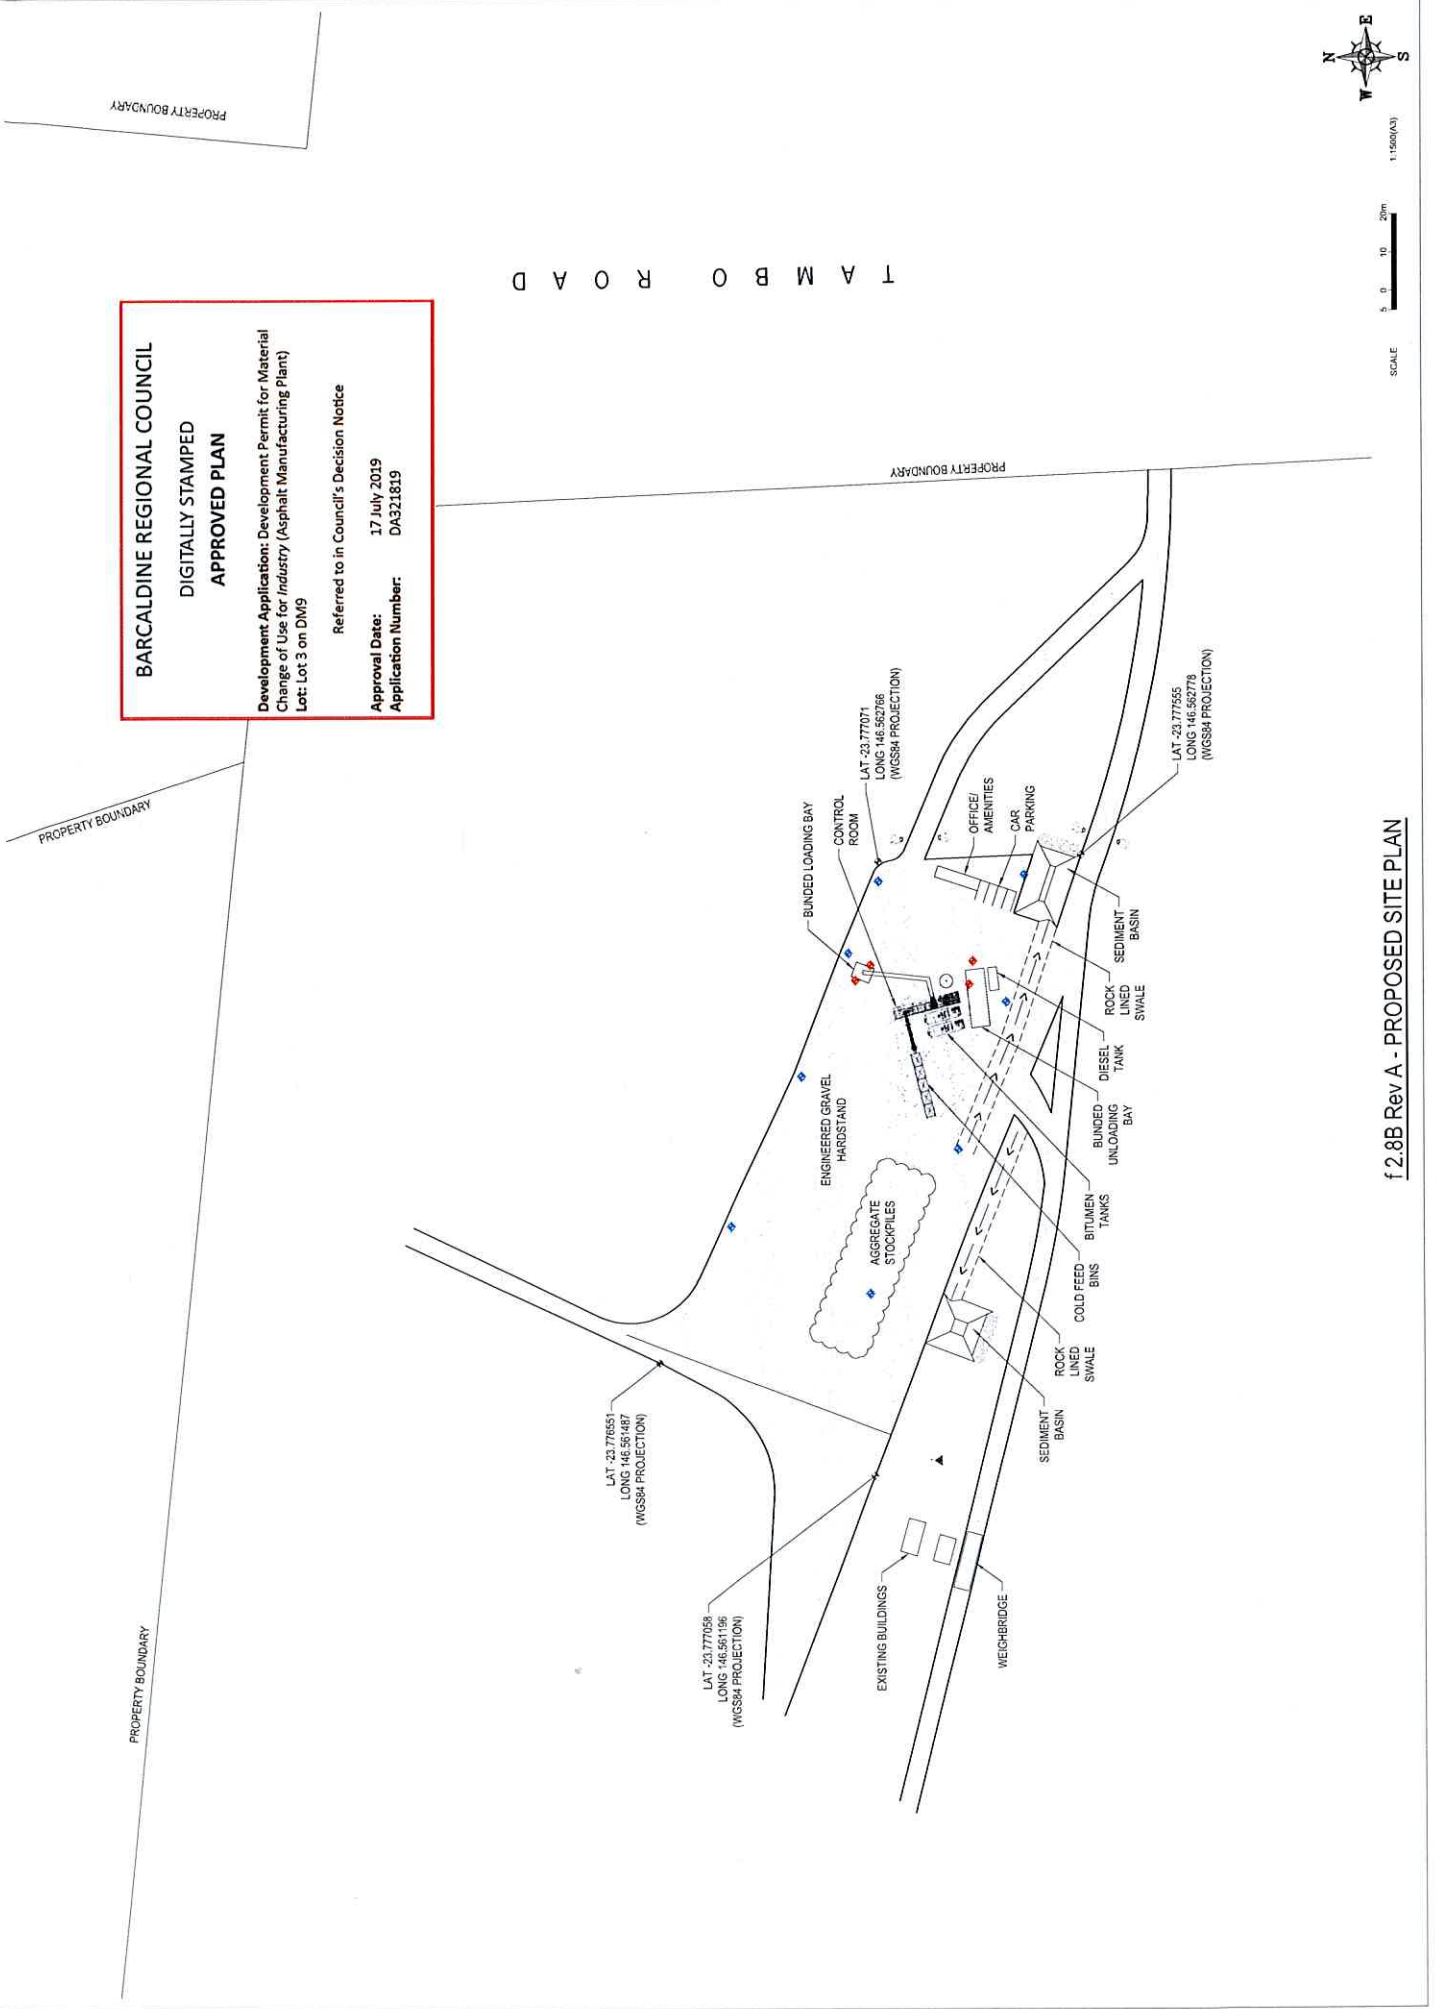 BARCALDINE REGIONAL COUNCIL
DIGITALLY STAMPED
APPROVED PLAN
Development Application: Development Permit for Material
Change of Use for Industry (Asphalt Manufacturing Plant)
Lot: Lot 3 on DM9
Referred to in Council's Decision Notice
Approval Date: 17 July 2019
Application Number: DA321819
PROPERTY BOUNDARY
PROPERTY BOUNDARY
PROPERTY BOUNDARY
PROPERTY BOUNDARY
TAMBO ROAD
LAT -23.776551
LONG 146.561487
(WGS84 PROJECTION)
LAT -23.777058
LONG 146.561196
(WGS84 PROJECTION)
LAT -23.777071
LONG 146.562766
(WGS84 PROJECTION)
LAT -23.777555
LONG 146.562778
(WGS84 PROJECTION)
BUNDED LOADING BAY
CONTROL
ROOM
ENGINEERED GRAVEL
HARDSTAND
AGGREGATE
STOCKPILES
OFFICE/
AMENITIES
CAR
PARKING
EXISTING BUILDINGS
WEIGHBRIDGE
SEDIMENT
BASIN
ROCK
LINED
SWALE
COLD FEED
BINS
BITUMEN
TANKS
BUNDED
UNLOADING
BAY
DIESEL
TANK
ROCK
LINED
SWALE
SEDIMENT
BASIN
f 2.8B Rev A - PROPOSED SITE PLAN
SCALE
5 0 10 20m
1:1500(A3)
N
W
E
S